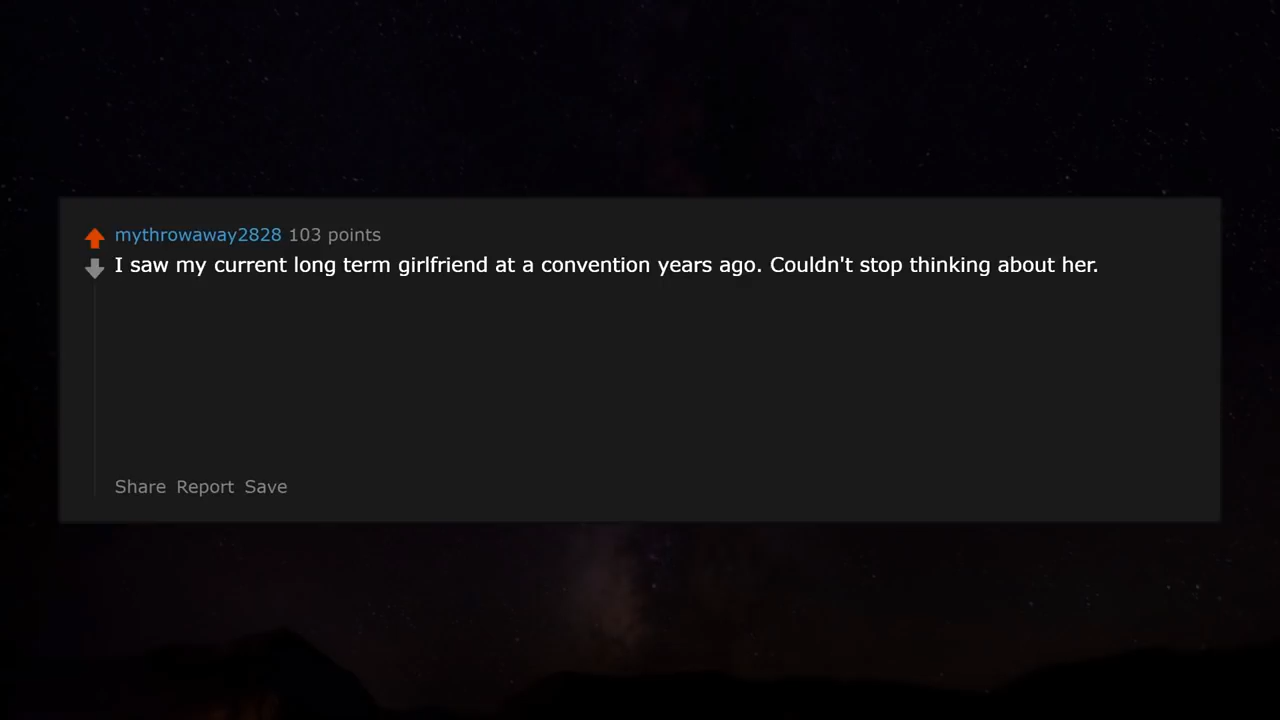 mythrowaway2828 103 points
I saw my current long term girlfriend at a convention years ago. Couldn't stop thinking about her.
Share Report Save